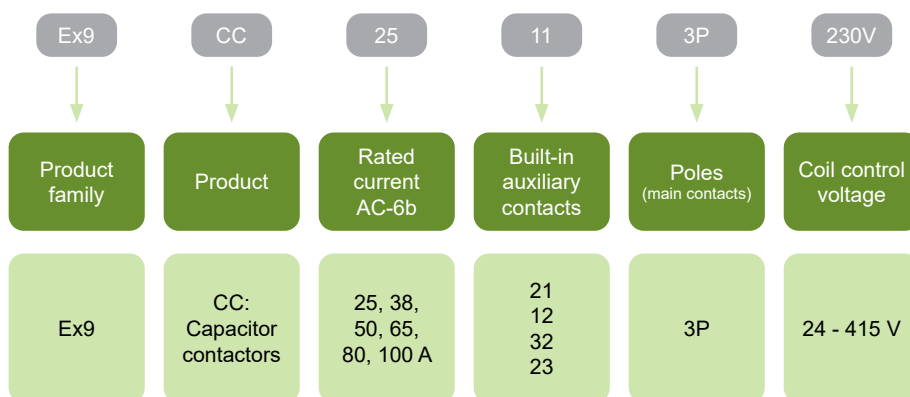 Ex9 CC 25 11 3P 230V
Product
family
Product
Rated
current
AC-6b
Built-in
auxiliary
contacts
Poles
(main contacts)
Coil control
voltage
Ex9
CC:
Capacitor
contactors
25, 38,
50, 65,
80, 100 A
21
12
32
23
3P
24 - 415 V